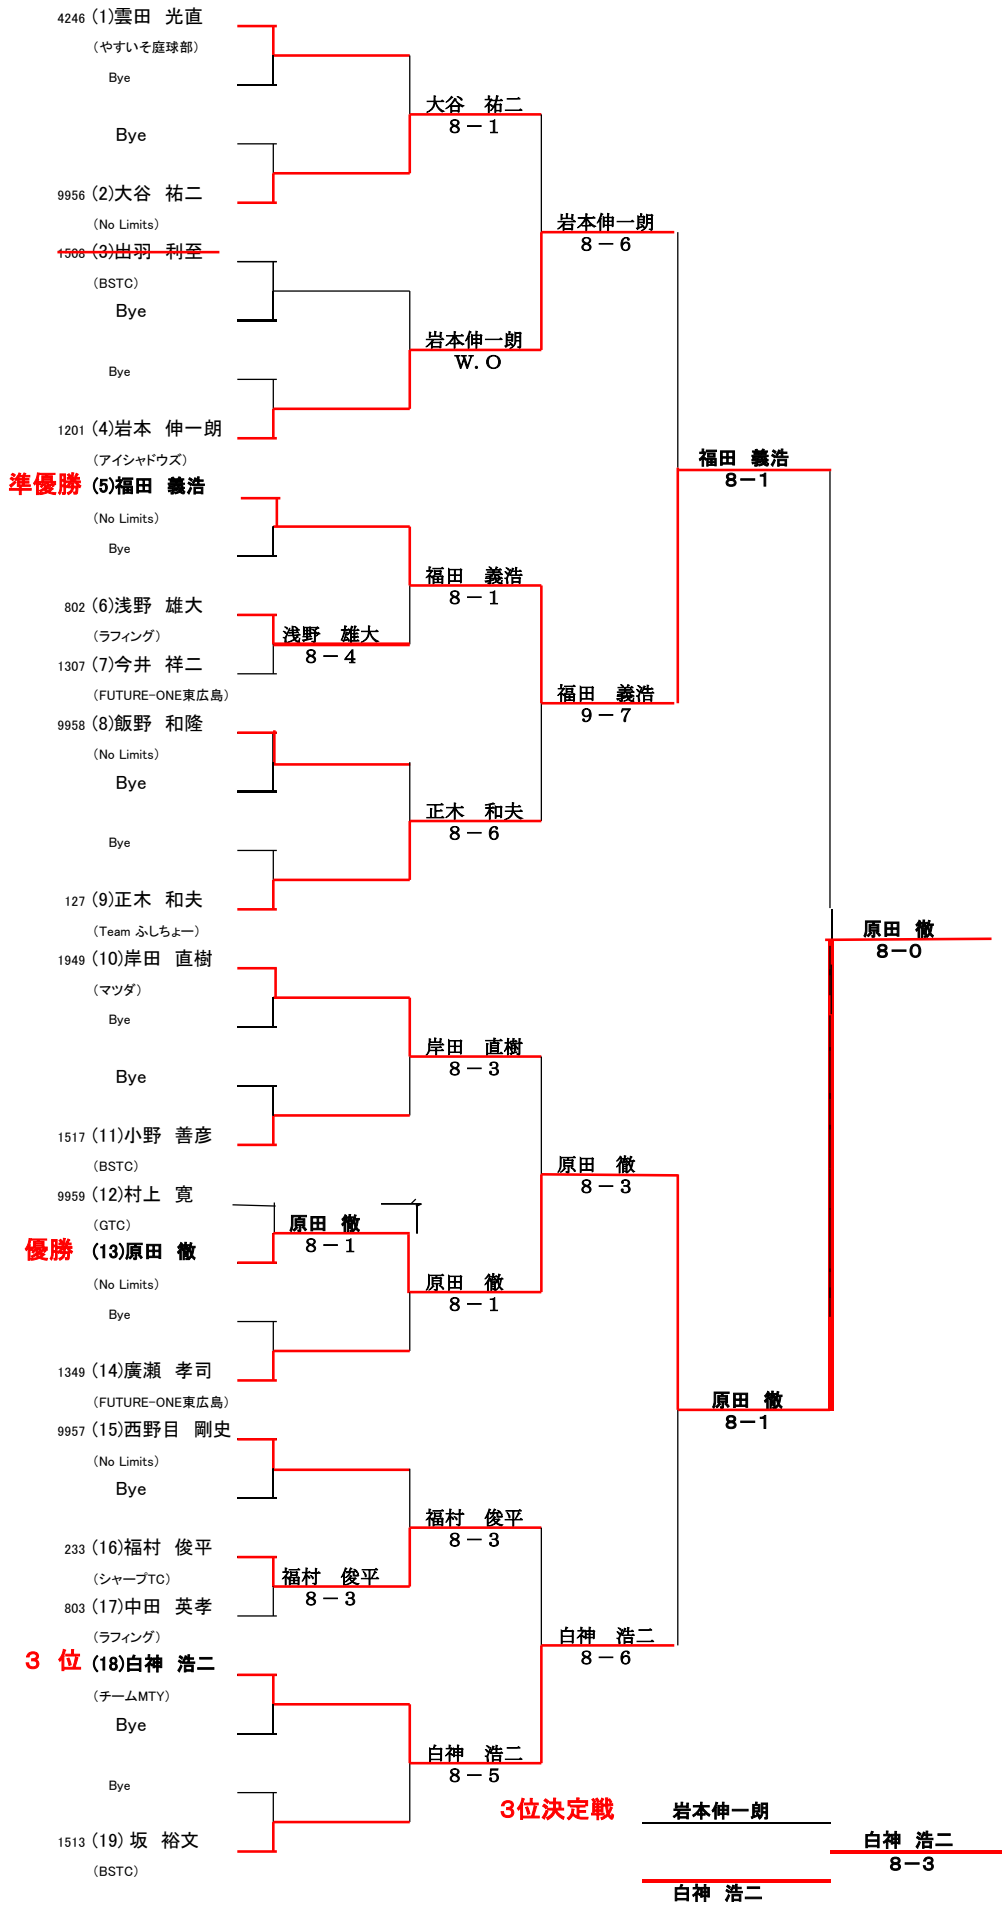 4246 (1)雲田　光直
（やすいそ庭球部）
Bye
大谷　祐二
8－1
Bye
9956 (2)大谷　祐二
（No Limits）
岩本伸一朗
8－6
1508 (3)出羽　利至
（BSTC）
Bye
岩本伸一朗
W.O
Bye
1201 (4)岩本　伸一朗
（アイシャドウズ）
福田　義浩
8－1
準優勝 (5)福田　義浩
（No Limits）
Bye
福田　義浩
8－1
802 (6)浅野　雄大
（ラフィング）
浅野　雄大
8－4
1307 (7)今井　祥二
（FUTURE-ONE東広島）
福田　義浩
9－7
9958 (8)飯野　和隆
（No Limits）
Bye
正木　和夫
8－6
Bye
127 (9)正木　和夫
（Team ふしちょー）
原田　徹
8－0
1949 (10)岸田　直樹
（マツダ）
Bye
岸田　直樹
8－3
Bye
1517 (11)小野　善彦
（BSTC）
原田　徹
8－3
9959 (12)村上　寛
（GTC）
原田　徹
8－1
優勝 (13)原田　徹
（No Limits）
原田　徹
8－1
Bye
1349 (14)廣瀬　孝司
（FUTURE-ONE東広島）
原田　徹
8－1
9957 (15)西野目　剛史
（No Limits）
Bye
福村　俊平
8－3
233 (16)福村　俊平
（シャープTC）
福村　俊平
8－3
803 (17)中田　英孝
（ラフィング）
白神　浩二
8－6
3　位 (18)白神　浩二
（チームMTY）
Bye
白神　浩二
8－5
Bye
1513 (19) 坂　裕文
（BSTC）
3位決定戦
岩本伸一朗
白神　浩二
8－3
白神　浩二